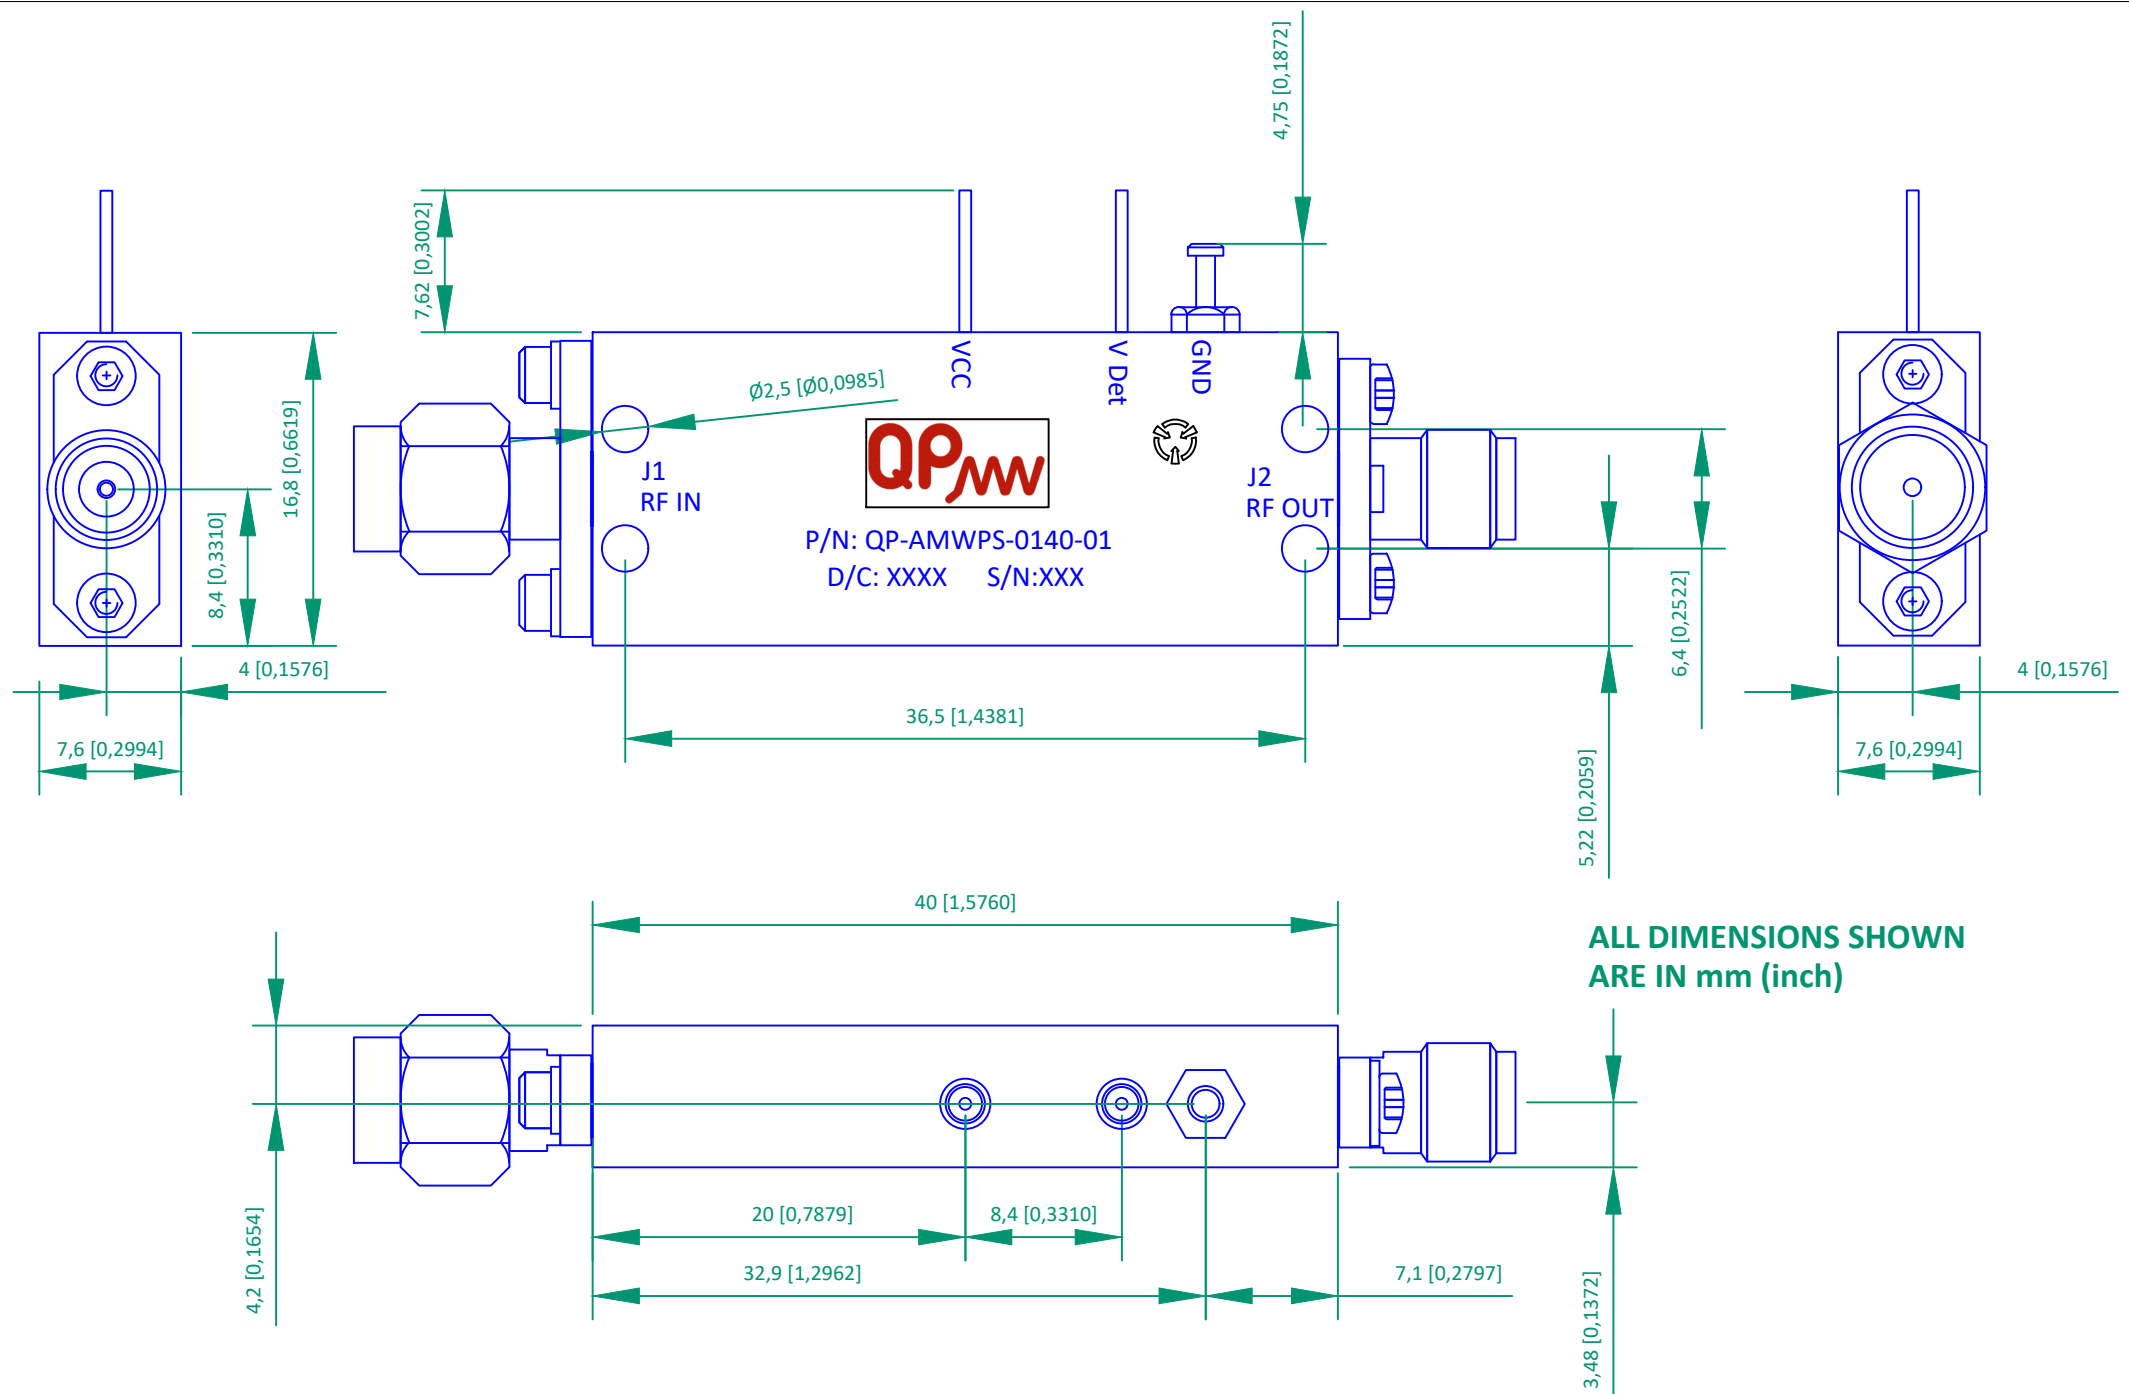 4,75 [0,1872]
7,62 [0,3002]
VCC
V Det
GND
Ø2,5 [Ø0,0985]
QPMW
J1
RF IN
J2
RF OUT
P/N: QP-AMWPS-0140-01
D/C: XXXX S/N:XXX
16,8 [0,6619]
8,4 [0,3310]
4 [0,1576]
7,6 [0,2994]
36,5 [1,4381]
6,4 [0,2522]
5,22 [0,2059]
4 [0,1576]
7,6 [0,2994]
40 [1,5760]
ALL DIMENSIONS SHOWN
ARE IN mm (inch)
20 [0,7879]
8,4 [0,3310]
4,2 [0,1654]
32,9 [1,2962]
7,1 [0,2797]
3,48 [0,1372]